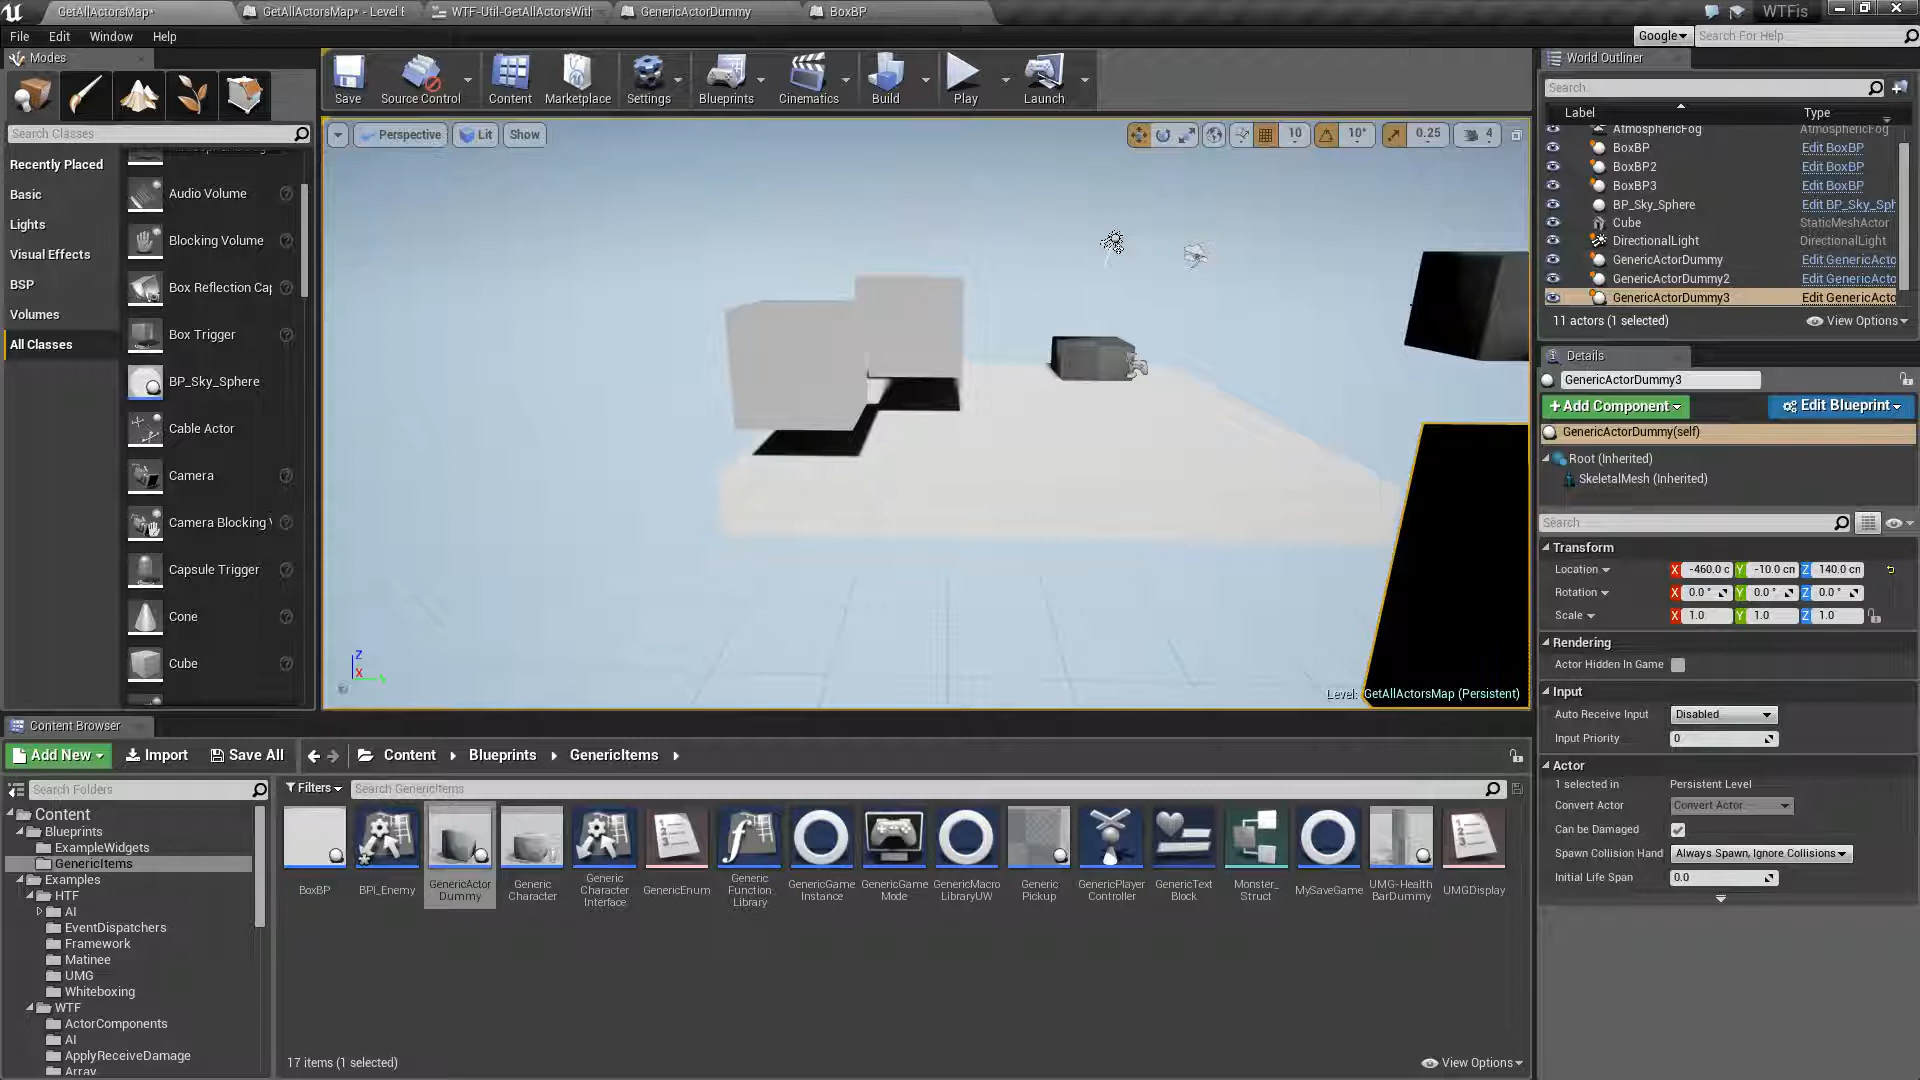 GetAllActorsMap*
GetAllActorsMap* - Level E
WTF-Util-GetAllActorsWith
GenericActorDummy
BoxBP
WTFis
File
Edit
Window
Help
Google
Search For Help
Modes
Search Classes
Recently Placed
Basic
Lights
Visual Effects
BSP
Volumes
All Classes
Audio Volume
Blocking Volume
Box Reflection Cap
Box Trigger
BP_Sky_Sphere
Cable Actor
Camera
Camera Blocking V
Capsule Trigger
Cone
Cube
Save
Source Control
Content
Marketplace
Settings
Blueprints
Cinematics
Build
Play
Launch
Perspective
Lit
Show
10
10°
0.25
4
Z
X
Level: GetAllActorsMap (Persistent)
World Outliner
Search
Label
Type
AtmosphericFog AtmosphericFog
BoxBP Edit BoxBP
BoxBP2 Edit BoxBP
BoxBP3 Edit BoxBP
BP_Sky_Sphere Edit BP_Sky_Sph
Cube StaticMeshActor
DirectionalLight DirectionalLight
GenericActorDummy Edit GenericActo
GenericActorDummy2 Edit GenericActo
GenericActorDummy3 Edit GenericActo
11 actors (1 selected)
View Options
Details
GenericActorDummy3
+Add Component
Edit Blueprint
GenericActorDummy(self)
Root (Inherited)
SkeletalMesh (Inherited)
Search
Transform
Location X -460.0 c Y -10.0 cm Z 140.0 cm
Rotation X 0.0 ° Y 0.0 ° Z 0.0 °
Scale X 1.0 Y 1.0 Z 1.0
Rendering
Actor Hidden In Game
Input
Auto Receive Input Disabled
Input Priority 0
Actor
1 selected in Persistent Level
Convert Actor Convert Actor
Can be Damaged
Spawn Collision Hand Always Spawn, Ignore Collisions
Initial Life Span 0.0
Content Browser
Add New
Import
Save All
Content
Blueprints
GenericItems
Search Folders
Filters
Search GenericItems
Content
Blueprints
ExampleWidgets
GenericItems
Examples
HTF
AI
EventDispatchers
Framework
Matinee
UMG
Whiteboxing
WTF
ActorComponents
AI
ApplyReceiveDamage
Array
BoxBP
BPI_Enemy
GenericActor
Dummy
Generic
Character
Generic
Character
Interface
GenericEnum
Generic
Function
Library
GenericGame
Instance
GenericGame
Mode
GenericMacro
LibraryUW
Generic
Pickup
GenericPlayer
Controller
GenericText
Block
Monster_
Struct
MySaveGame
UMG-Health
BarDummy
UMGDisplay
17 items (1 selected)
View Options